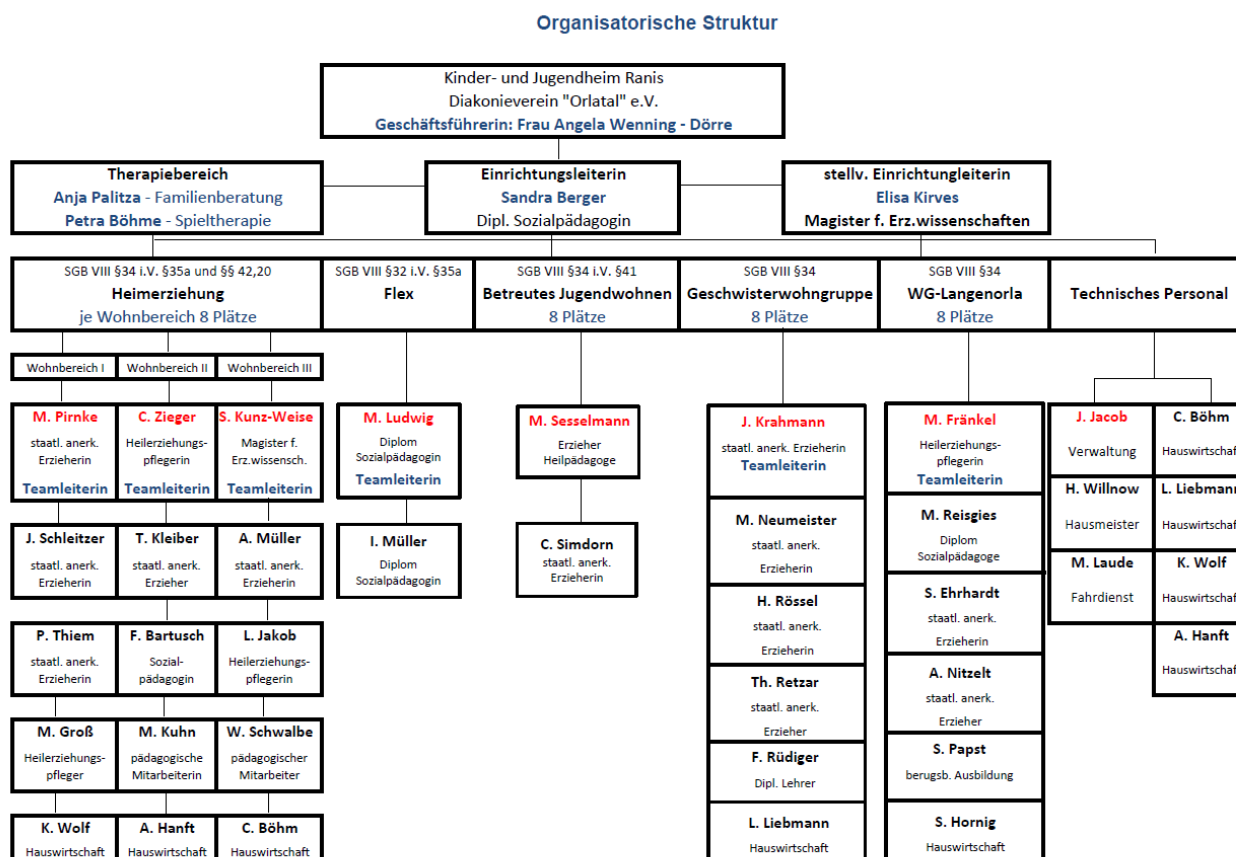 Organisatorische Struktur
Kinder- und Jugendheim Ranis
Diakonieverein "Orlatal" e.V.
Geschäftsführerin: Frau Angela Wenning - Dörre
Therapiebereich
Anja Palitza - Familienberatung
Petra Böhme - Spieltherapie
Einrichtungsleiterin
Sandra Berger
Dipl. Sozialpädagogin
stellv. Einrichtungleiterin
Elisa Kirves
Magister f. Erz.wissenschaften
SGB VIII §34 i.V. §35a und §§ 42,20
Heimerziehung
je Wohnbereich 8 Plätze
SGB VIII §32 i.V. §35a
Flex
SGB VIII §34 i.V. §41
Betreutes Jugendwohnen
8 Plätze
SGB VIII §34
Geschwisterwohngruppe
8 Plätze
SGB VIII §34
WG-Langenorla
8 Plätze
Technisches Personal
Wohnbereich I
Wohnbereich II
Wohnbereich III
M. Pirnke
staatl. anerk.
Erzieherin
Teamleiterin
C. Zieger
Heilerziehungs-
pflegerin
Teamleiterin
S. Kunz-Weise
Magister f.
Erz.wissensch.
Teamleiterin
M. Ludwig
Diplom
Sozialpädagogin
Teamleiterin
M. Sesselmann
Erzieher
Heilpädagoge
J. Krahmann
staatl. anerk. Erzieherin
Teamleiterin
M. Fränkel
Heilerziehungs-
pflegerin
Teamleiterin
J. Jacob
Verwaltung
C. Böhm
Hauswirtschaf
J. Schleitzer
staatl. anerk.
Erzieherin
T. Kleiber
staatl. anerk.
Erzieher
A. Müller
staatl. anerk.
Erzieherin
I. Müller
Diplom
Sozialpädagogin
C. Simdorn
staatl. anerk.
Erzieherin
M. Neumeister
staatl. anerk.
Erzieherin
M. Reisgies
Diplom
Sozialpädagoge
H. Willnow
Hausmeister
L. Liebmann
Hauswirtschaf
M. Laude
Fahrdienst
K. Wolf
Hauswirtschaf
A. Hanft
Hauswirtschaf
P. Thiem
staatl. anerk.
Erzieherin
F. Bartusch
Sozial-
pädagogin
L. Jakob
Heilerziehungs-
pflegerin
H. Rössel
staatl. anerk.
Erzieherin
S. Ehrhardt
staatl. anerk.
Erzieherin
Th. Retzar
staatl. anerk.
Erzieher
A. Nitzelt
staatl. anerk.
Erzieher
M. Groß
Heilerziehungs-
pfleger
M. Kuhn
pädagogische
Mitarbeiterin
W. Schwalbe
pädagogischer
Mitarbeiter
F. Rüdiger
Dipl. Lehrer
S. Papst
berugsb. Ausbildung
K. Wolf
Hauswirtschaft
A. Hanft
Hauswirtschaft
C. Böhm
Hauswirtschaft
L. Liebmann
Hauswirtschaft
S. Hornig
Hauswirtschaft